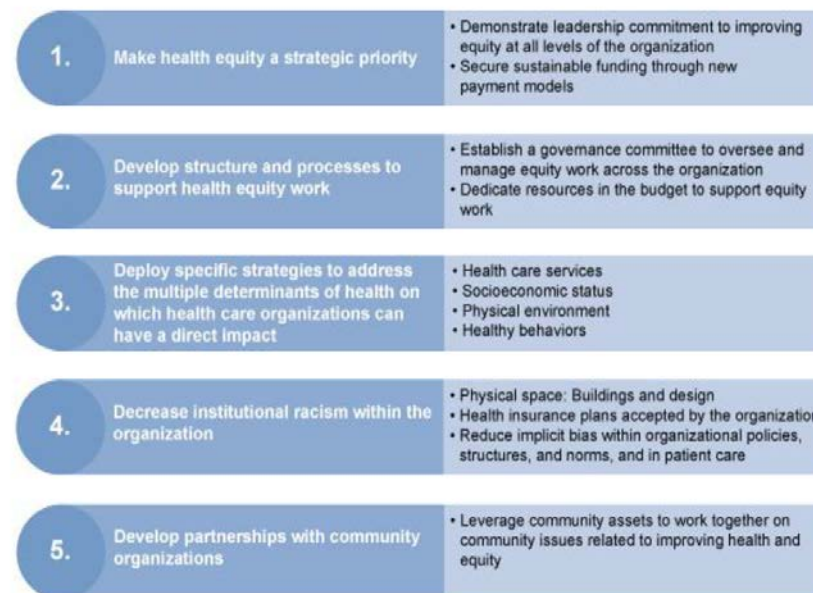 1.
Make health equity a strategic priority
• Demonstrate leadership commitment to improving
equity at all levels of the organization
• Secure sustainable funding through new
payment models
2.
Develop structure and processes to
support health equity work
• Establish a governance committee to oversee and
manage equity work across the organization
• Dedicate resources in the budget to support equity
work
3.
Deploy specific strategies to address
the multiple determinants of health on
which health care organizations can
have a direct impact
• Health care services
• Socioeconomic status
• Physical environment
• Healthy behaviors
4.
Decrease institutional racism within the
organization
• Physical space: Buildings and design
• Health insurance plans accepted by the organization
• Reduce implicit bias within organizational policies,
structures, and norms, and in patient care
5.
Develop partnerships with community
organizations
• Leverage community assets to work together on
community issues related to improving health and
equity